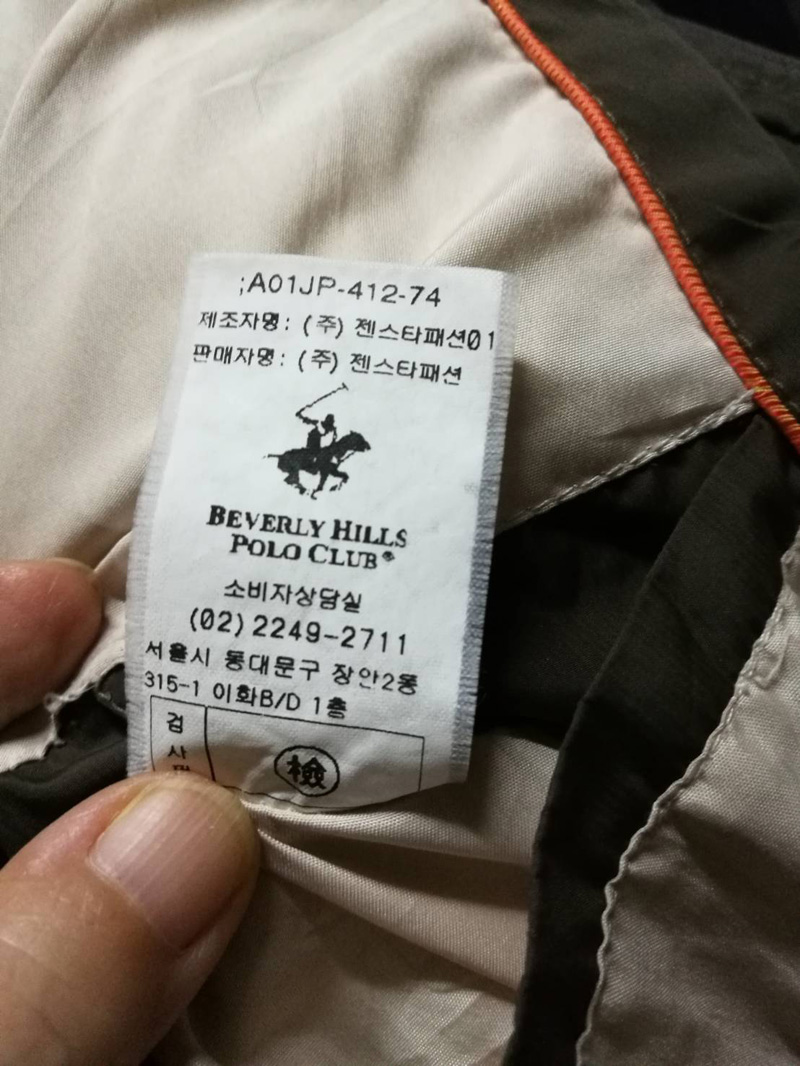 ;A01JP-412-74
제조자명: (주) 젠스타패션01
판매자명: (주) 젠스타패션
BEVERLY HILLS
POLO CLUB®
소비자상담실
(02) 2249-2711
서울시 동대문구 장안2동
315-1 이화B/D 1층
검
사
檢